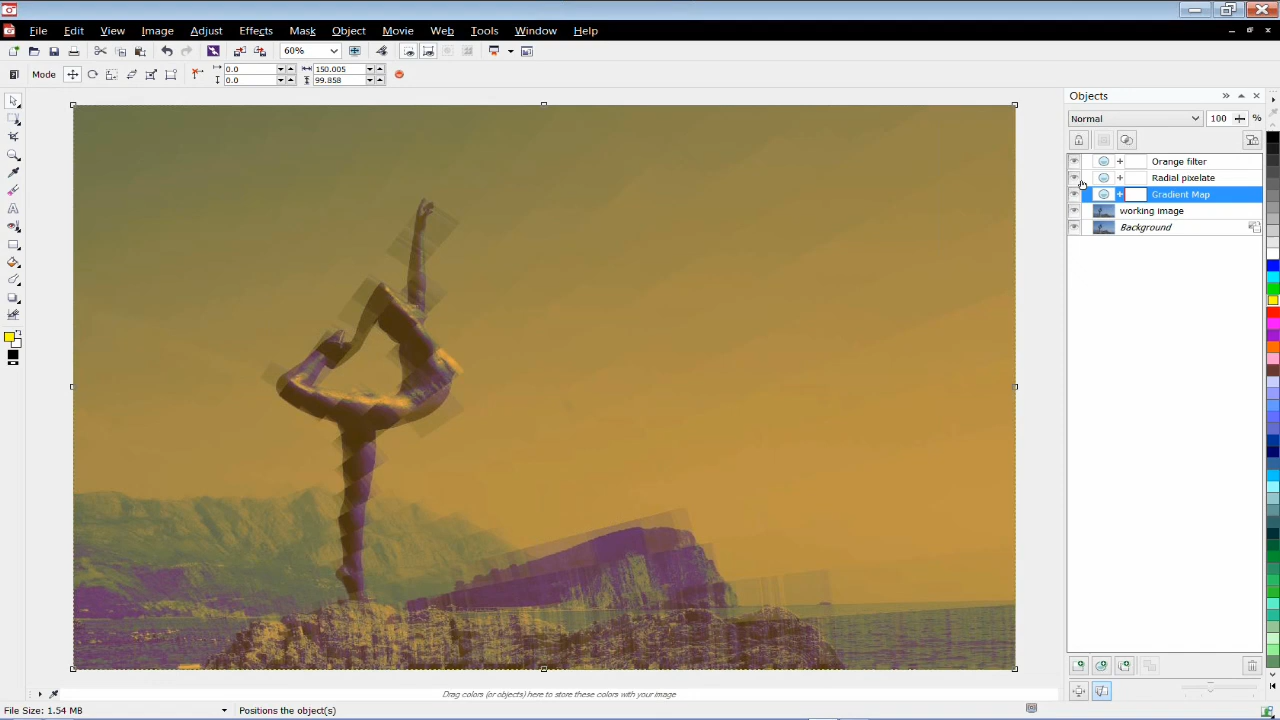 File Edit View Image Adjust Effects Mask Object Movie Web Tools Window Help
60%
Mode 0.0 150.005
0.0 99.858
Objects
Normal 100 %
Orange filter
Radial pixelate
Gradient Map
working image
Background
Drag colors (or objects) here to store these colors with your image
File Size: 1.54 MB Positions the object(s)